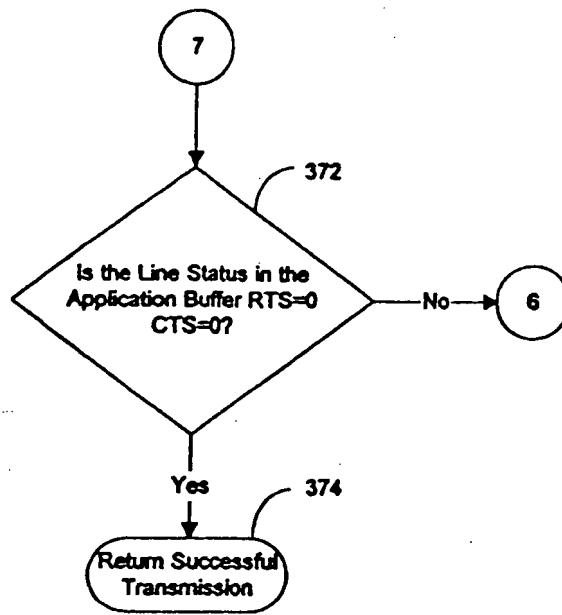 7
372
Is the Line Status in the
Application Buffer RTS=0
CTS=0?
No
6
Yes
374
Return Successful
Transmission